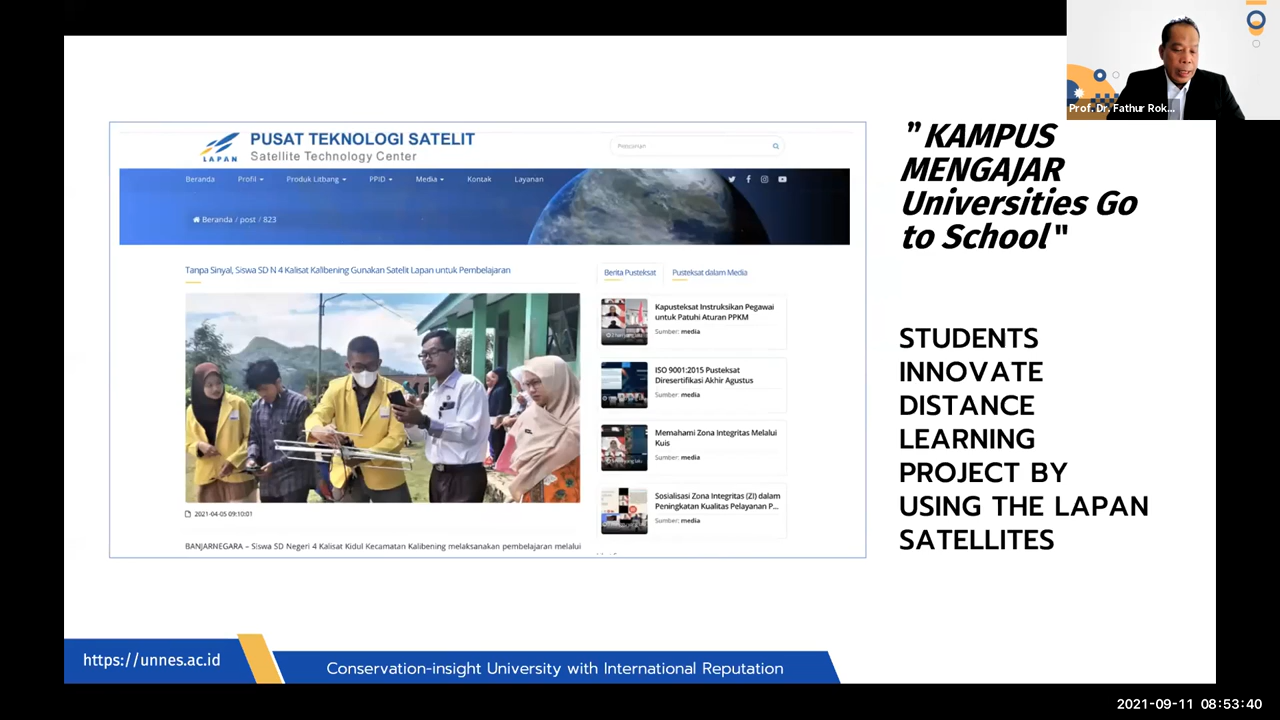 Prof. Dr. Fathur Rok...
LAPAN
PUSAT TEKNOLOGI SATELIT
Satellite Technology Center
Pencarian
Beranda Profil Produk Litbang PPID Media Kontak Layanan
Beranda / post / 823
Tanpa Sinyal, Siswa SD N 4 Kalisat Kalibening Gunakan Satelit Lapan untuk Pembelajaran
2021-04-05 09:10:01
BANJARNEGARA – Siswa SD Negeri 4 Kalisat Kidul Kecamatan Kalibening melaksanakan pembelajaran melalui
Berita Pusteksat Pusteksat dalam Media
Kapusteksat Instruksikan Pegawai
untuk Patuhi Aturan PPKM
Sumber: media
ISO 9001:2015 Pusteksat
Diresertifikasi Akhir Agustus
Sumber: media
Memahami Zona Integritas Melalui
Kuis
Sumber: media
Sosialisasi Zona Integritas (ZI) dalam
Peningkatan Kualitas Pelayanan P...
Sumber: media
" KAMPUS
MENGAJAR
Universities Go
to School "
STUDENTS
INNOVATE
DISTANCE
LEARNING
PROJECT BY
USING THE LAPAN
SATELLITES
https://unnes.ac.id
Conservation-insight University with International Reputation
2021-09-11 08:53:40